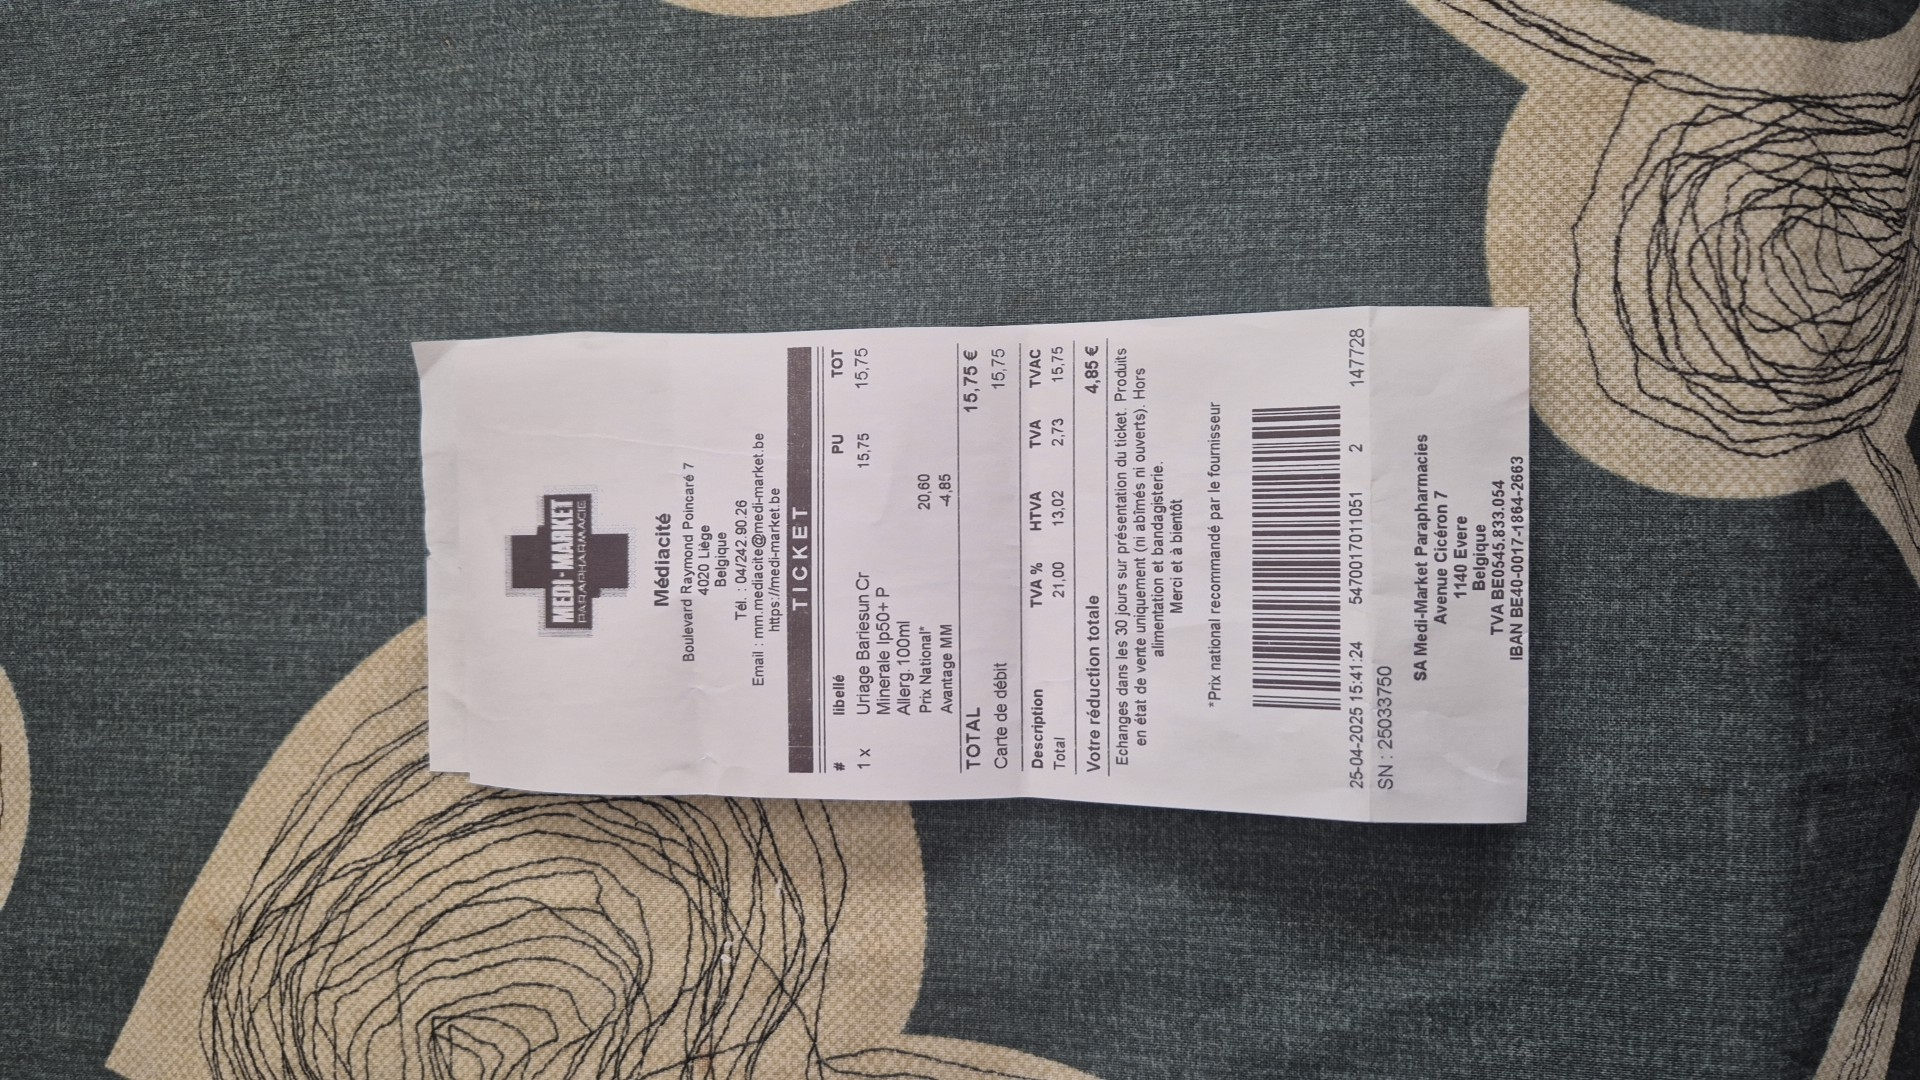 MEDI-MARKET
PARAPHARMACIE
Médiacité
Boulevard Raymond Poincaré 7
4020 Liège
Belgique
Tél. : 04/242.90.26
Email : mm.mediacite@medi-market.be
https://medi-market.be
TICKET
# libellé PU TOT
1 x Uriage Bariesun Cr 15,75 15,75
Minerale Ip50+ P
Allerg.100ml
Prix National* 20,60
Avantage MM -4,85
TOTAL 15,75 €
Carte de débit 15,75
Description TVA % HTVA TVA TVAC
Total 21,00 13,02 2,73 15,75
Votre réduction totale 4,85 €
Echanges dans les 30 jours sur présentation du ticket. Produits
en état de vente uniquement (ni abîmés ni ouverts). Hors
alimentation et bandagisterie.
Merci et à bientôt
*Prix national recommandé par le fournisseur
25-04-2025 15:41:24 5470017011051 2 147728
SN : 25033750
SA Medi-Market Parapharmacies
Avenue Cicéron 7
1140 Evere
Belgique
TVA BE0545.833.054
IBAN BE40-0017-1864-2663